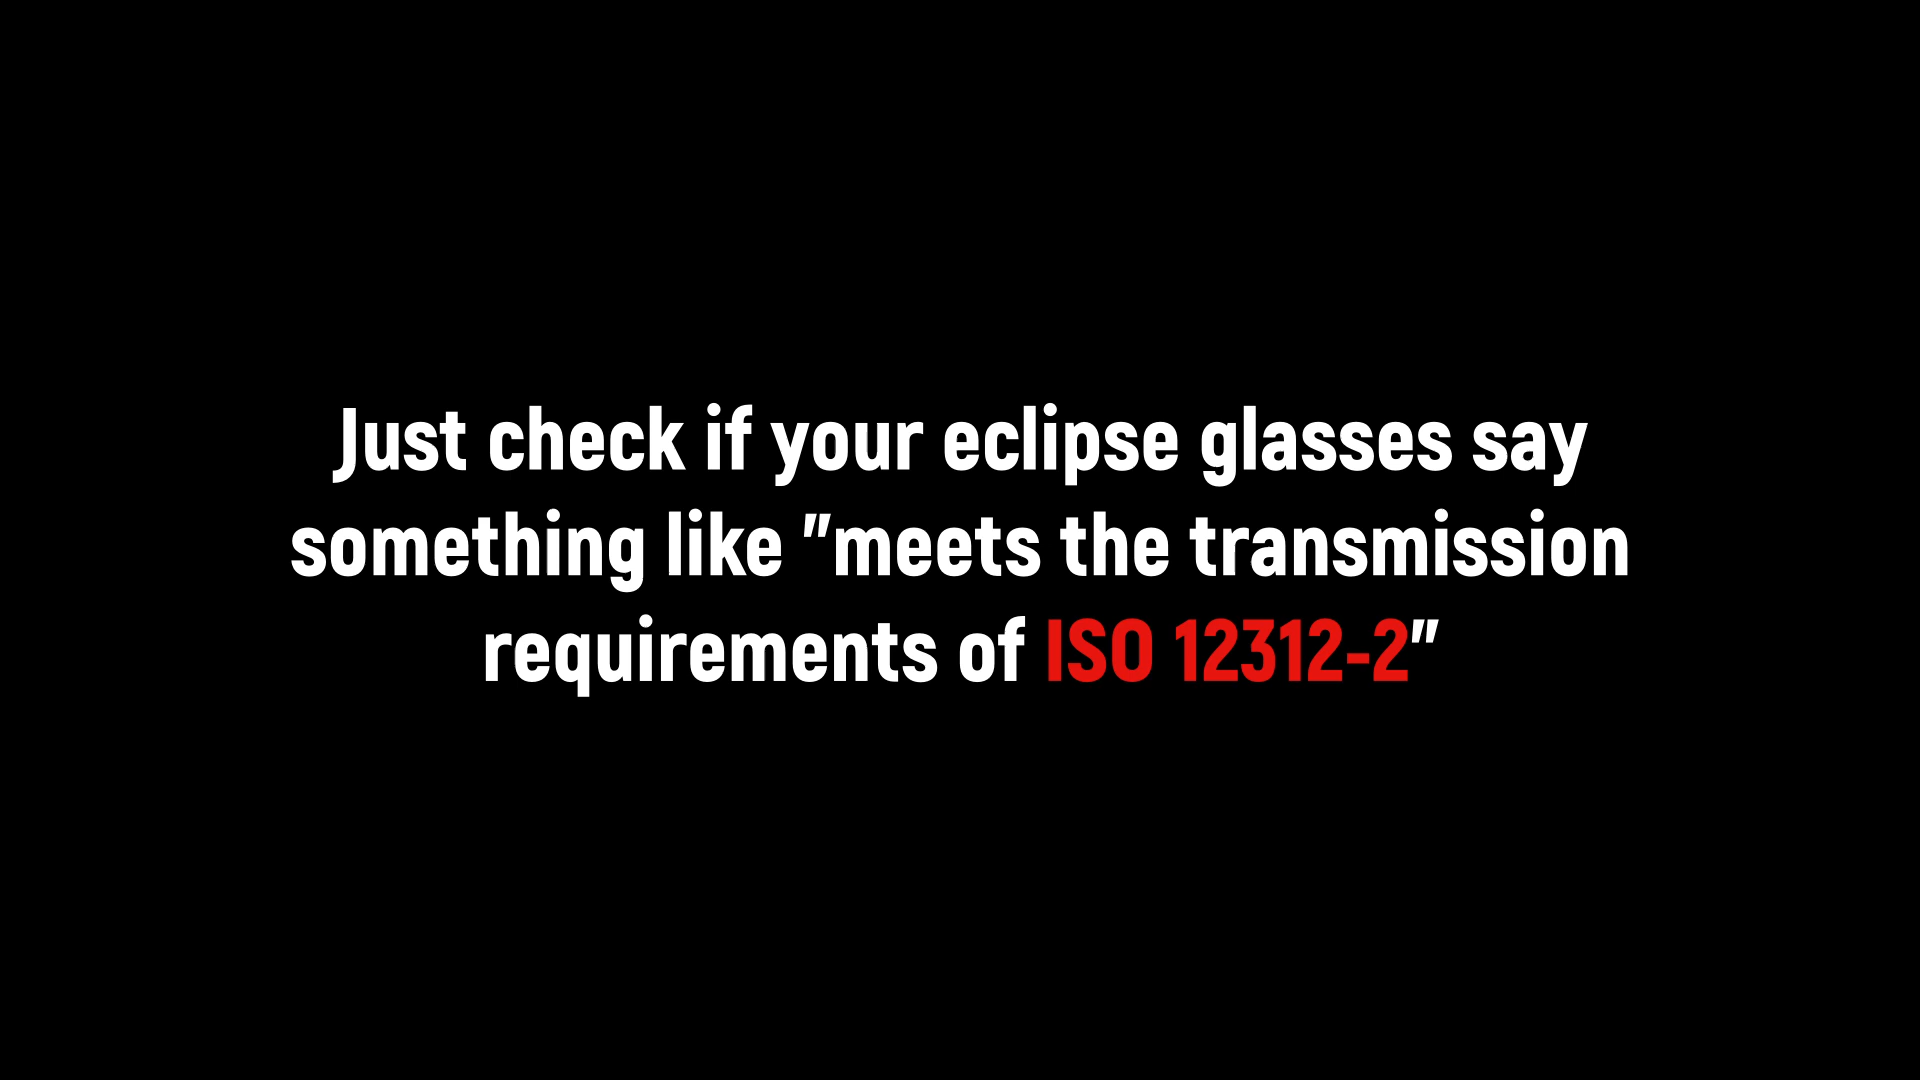 Just check if your eclipse glasses say
something like "meets the transmission
requirements of ISO 12312-2"